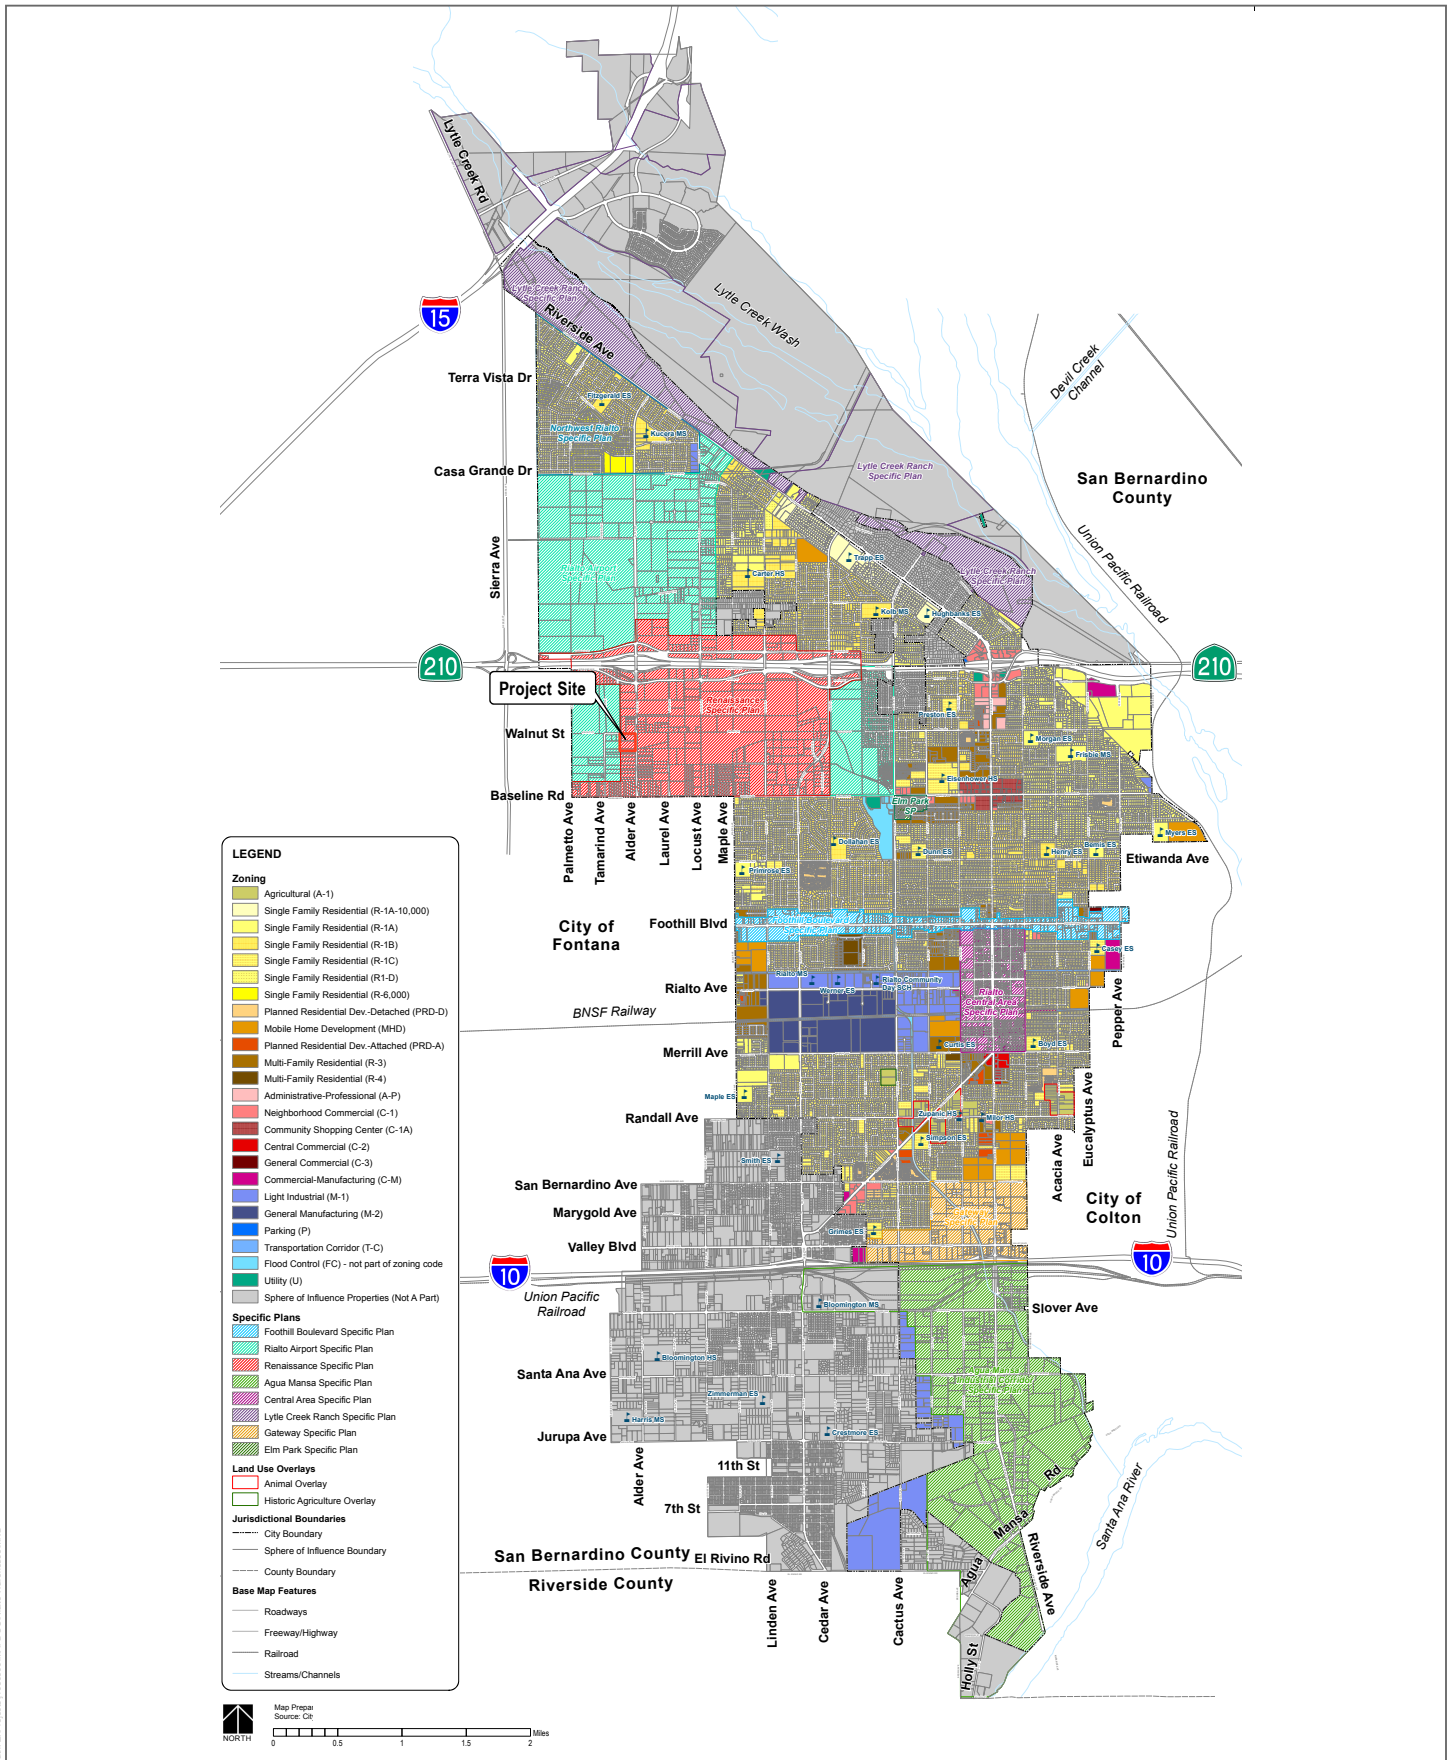 Lytle Creek Rd
15
Lytle Creek Ranch
Specific Plan
Riverside Ave
Lytle Creek Wash
Devil Creek
Channel
Terra Vista Dr
Fitzgerald ES
Northwest Rialto
Specific Plan
Kucera MS
Casa Grande Dr
Lytle Creek Ranch
Specific Plan
San Bernardino
County
Union Pacific Railroad
Sierra Ave
Rialto Airport
Specific Plan
Trapp ES
Carter HS
Lytle Creek Ranch
Specific Plan
Kolb MS
Hughbanks ES
210
210
Project Site
Renaissance
Specific Plan
Preston ES
Walnut St
Morgan ES
Frisbie MS
Eisenhower HS
Baseline Rd
Elm Park
SP
Palmetto Ave
Tamarind Ave
Alder Ave
Laurel Ave
Locust Ave
Maple Ave
Myers ES
Dollahan ES
Dunn ES
Henry ES
Bemis ES
Etiwanda Ave
Primrose ES
City of
Fontana
Foothill Blvd
Foothill Boulevard
Specific Plan
Casey ES
Rialto MS
Werner ES
Rialto Community
Day SCH
Rialto Ave
Rialto
Central Area
Specific Plan
Pepper Ave
BNSF Railway
Curtis ES
Boyd ES
Merrill Ave
Maple ES
Randall Ave
Zupanic HS
Milor HS
Simpson ES
Smith ES
Acacia Ave
Eucalyptus Ave
Union Pacific Railroad
San Bernardino Ave
City of
Colton
Marygold Ave
Specific Plan
Grimes ES
Valley Blvd
10
10
Union Pacific
Railroad
Bloomington MS
Slover Ave
Bloomington HS
Santa Ana Ave
Agua Mansa
Industrial Corridor
Specific Plan
Zimmerman ES
Harris MS
Crestmore ES
Jurupa Ave
Alder Ave
11th St
7th St
Agua Mansa Rd
Riverside Ave
Santa Ana River
San Bernardino County
El Rivino Rd
Riverside County
Linden Ave
Cedar Ave
Cactus Ave
Holly St
LEGEND
Zoning
Agricultural (A-1)
Single Family Residential (R-1A-10,000)
Single Family Residential (R-1A)
Single Family Residential (R-1B)
Single Family Residential (R-1C)
Single Family Residential (R1-D)
Single Family Residential (R-6,000)
Planned Residential Dev.-Detached (PRD-D)
Mobile Home Development (MHD)
Planned Residential Dev.-Attached (PRD-A)
Multi-Family Residential (R-3)
Multi-Family Residential (R-4)
Administrative-Professional (A-P)
Neighborhood Commercial (C-1)
Community Shopping Center (C-1A)
Central Commercial (C-2)
General Commercial (C-3)
Commercial-Manufacturing (C-M)
Light Industrial (M-1)
General Manufacturing (M-2)
Parking (P)
Transportation Corridor (T-C)
Flood Control (FC) - not part of zoning code
Utility (U)
Sphere of Influence Properties (Not A Part)
Specific Plans
Foothill Boulevard Specific Plan
Rialto Airport Specific Plan
Renaissance Specific Plan
Agua Mansa Specific Plan
Central Area Specific Plan
Lytle Creek Ranch Specific Plan
Gateway Specific Plan
Elm Park Specific Plan
Land Use Overlays
Animal Overlay
Historic Agriculture Overlay
Jurisdictional Boundaries
City Boundary
Sphere of Influence Boundary
County Boundary
Base Map Features
Roadways
Freeway/Highway
Railroad
Streams/Channels
NORTH
Map Prepa
Source: Cit
0 0.5 1 1.5 2 Miles